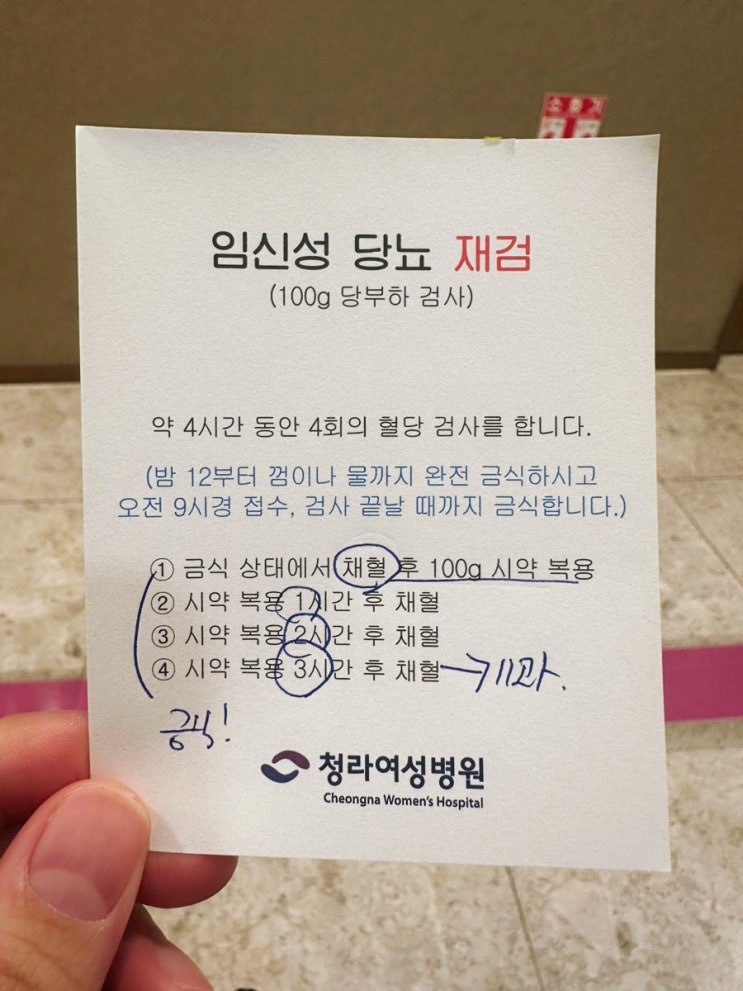 소화기
임신성 당뇨 재검
(100g 당부하 검사)
약 4시간 동안 4회의 혈당 검사를 합니다.
(밤 12부터 껌이나 물까지 완전 금식하시고
오전 9시경 접수, 검사 끝날 때까지 금식합니다.)
① 금식 상태에서 채혈 후 100g 시약 복용
② 시약 복용 1시간 후 채혈
③ 시약 복용 2시간 후 채혈
④ 시약 복용 3시간 후 채혈 →
금식!
청라여성병원
Cheongna Women's Hospital